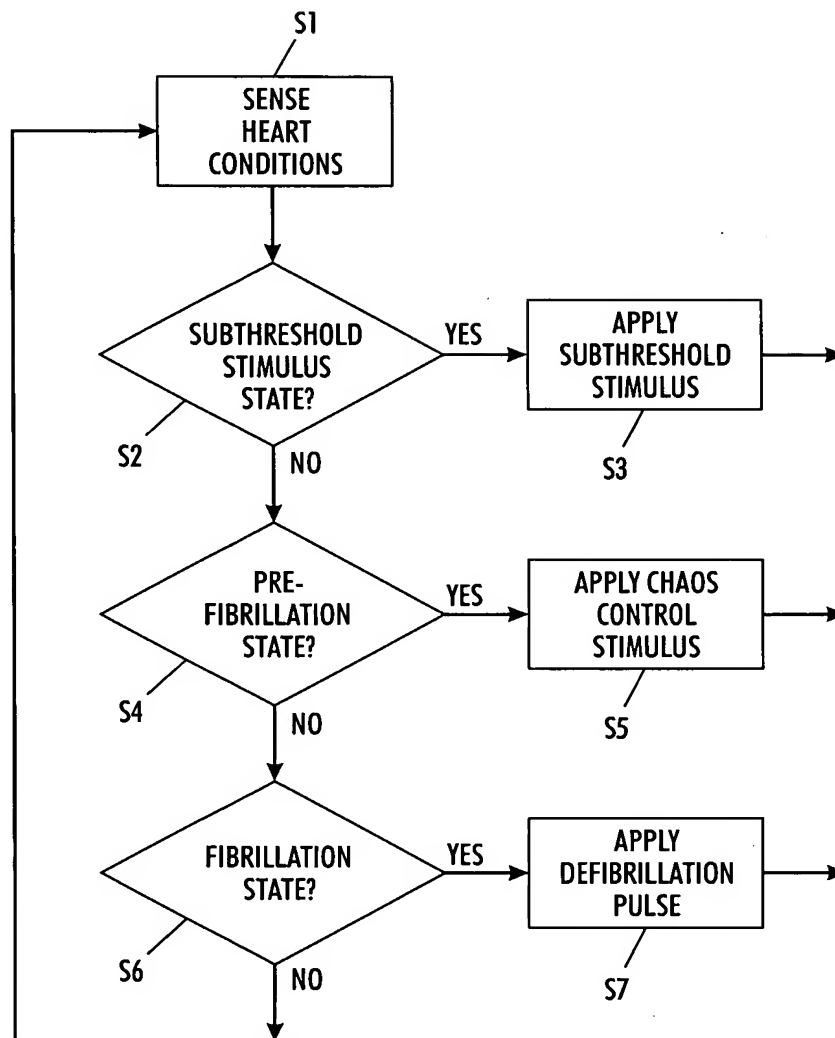 S1
SENSE
HEART
CONDITIONS
SUBTHRESHOLD
STIMULUS
STATE?
YES
APPLY
SUBTHRESHOLD
STIMULUS
S2
NO
S3
PRE-
FIBRILLATION
STATE?
YES
APPLY CHAOS
CONTROL
STIMULUS
S4
NO
S5
FIBRILLATION
STATE?
YES
APPLY
DEFIBRILLATION
PULSE
S6
NO
S7